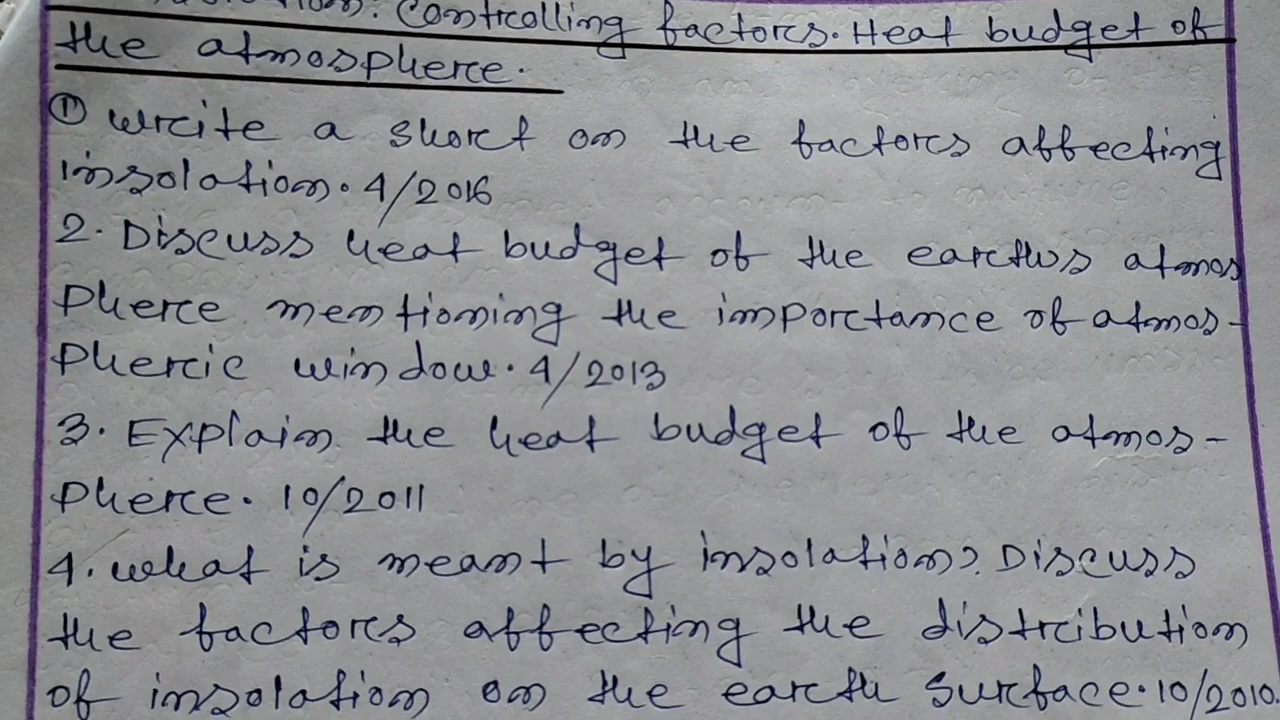 Controlling factors. Heat budget of
the atmosphere.
① Write a short on the factors affecting
insolation. 4/2016
2. Discuss heat budget of the earths atmos
phere mentioning the importance of atmos-
pheric window. 4/2013
3. Explain the heat budget of the atmos-
phere. 10/2011
4. what is meant by insolation? Discuss
the factors affecting the distribution
of insolation on the earth surface. 10/2010